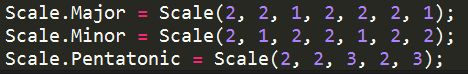 Scale.Major = Scale(2, 2, 1, 2, 2, 2, 1);
Scale.Minor = Scale(2, 1, 2, 2, 1, 2, 2);
Scale.Pentatonic = Scale(2, 2, 3, 2, 3);